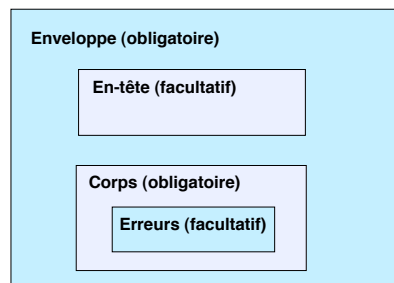 Enveloppe (obligatoire)
En-tête (facultatif)
Corps (obligatoire)
Erreurs (facultatif)